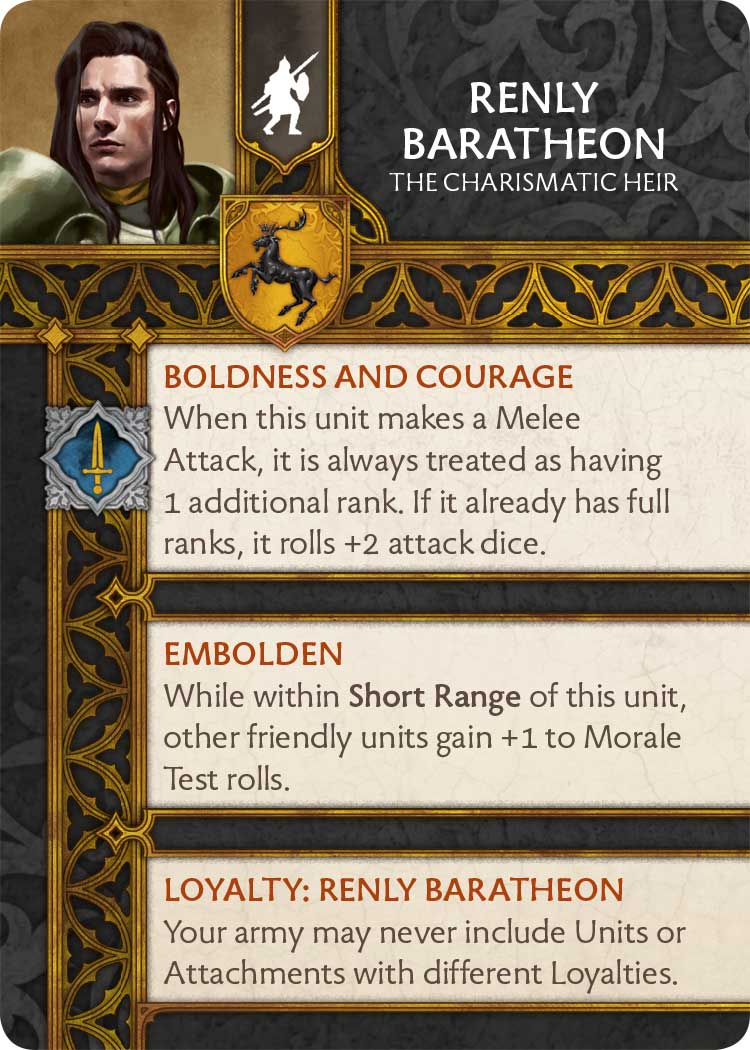 RENLY
BARATHEON
THE CHARISMATIC HEIR
BOLDNESS AND COURAGE
When this unit makes a Melee
Attack, it is always treated as having
1 additional rank. If it already has full
ranks, it rolls +2 attack dice.
EMBOLDEN
While within Short Range of this unit,
other friendly units gain +1 to Morale
Test rolls.
LOYALTY: RENLY BARATHEON
Your army may never include Units or
Attachments with different Loyalties.